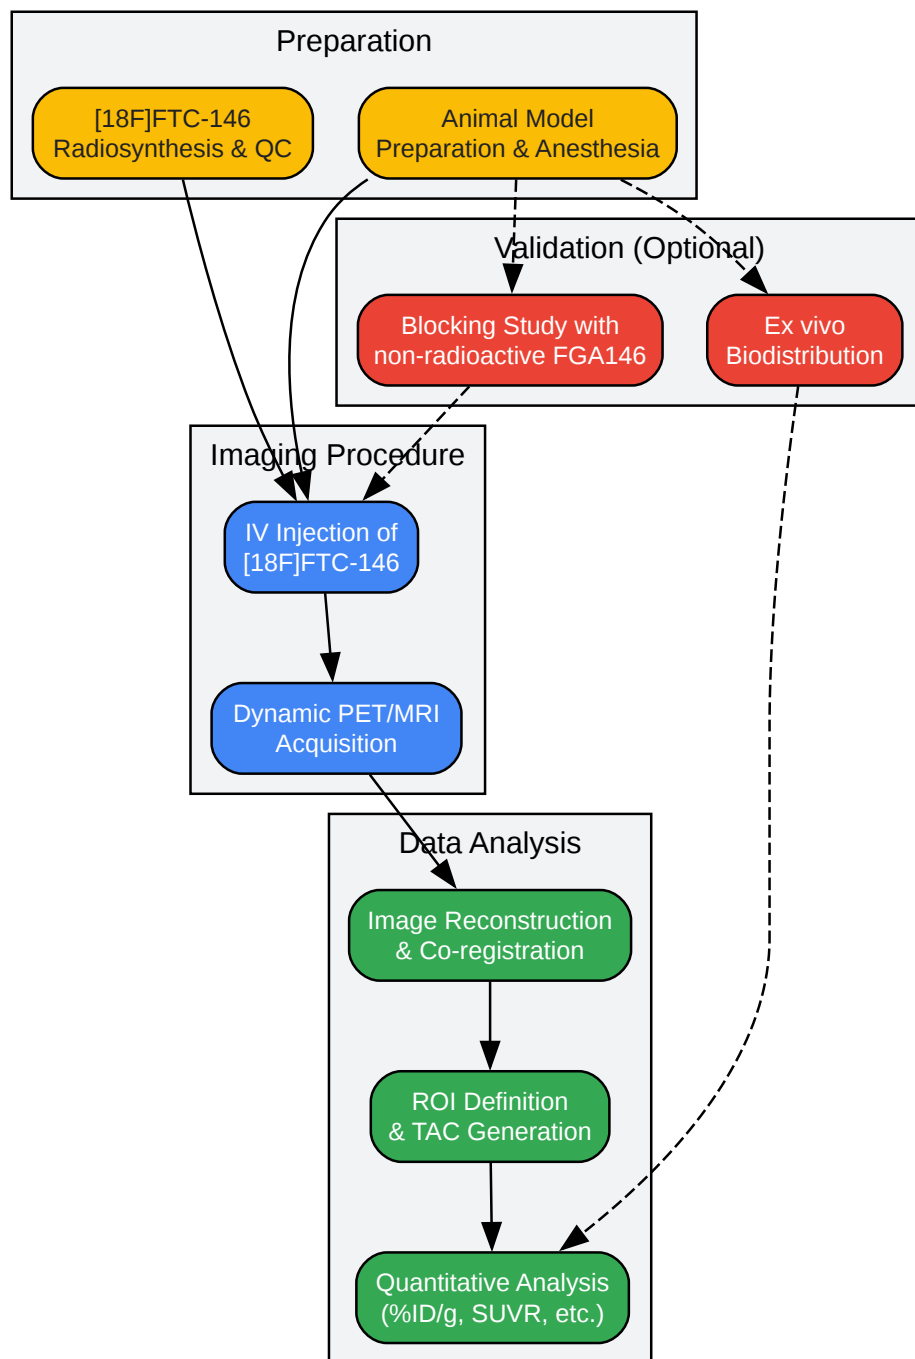 Preparation
[18F]FTC-146
Radiosynthesis & QC
Animal Model
Preparation & Anesthesia
Validation (Optional)
Blocking Study with
non-radioactive FGA146
Ex vivo
Biodistribution
Imaging Procedure
IV Injection of
[18F]FTC-146
Dynamic PET/MRI
Acquisition
Data Analysis
Image Reconstruction
& Co-registration
ROI Definition
& TAC Generation
Quantitative Analysis
(%ID/g, SUVR, etc.)